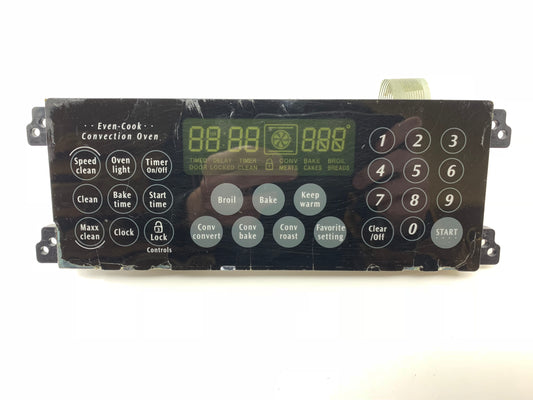 Even-Cook
Convection Oven
Speed clean
Oven light
Timer On/Off
Clean
Bake time
Start time
Maxx clean
Clock
Lock
Controls
88:88 188°
TIMED DELAY TIMER CONV BAKE BROIL
DOOR LOCKED CLEAN MEATS CAKES BREADS
Broil
Bake
Keep warm
Conv convert
Conv bake
Conv roast
Favorite setting
1 2 3
4 5 6
7 8 9
Clear /Off
0
START